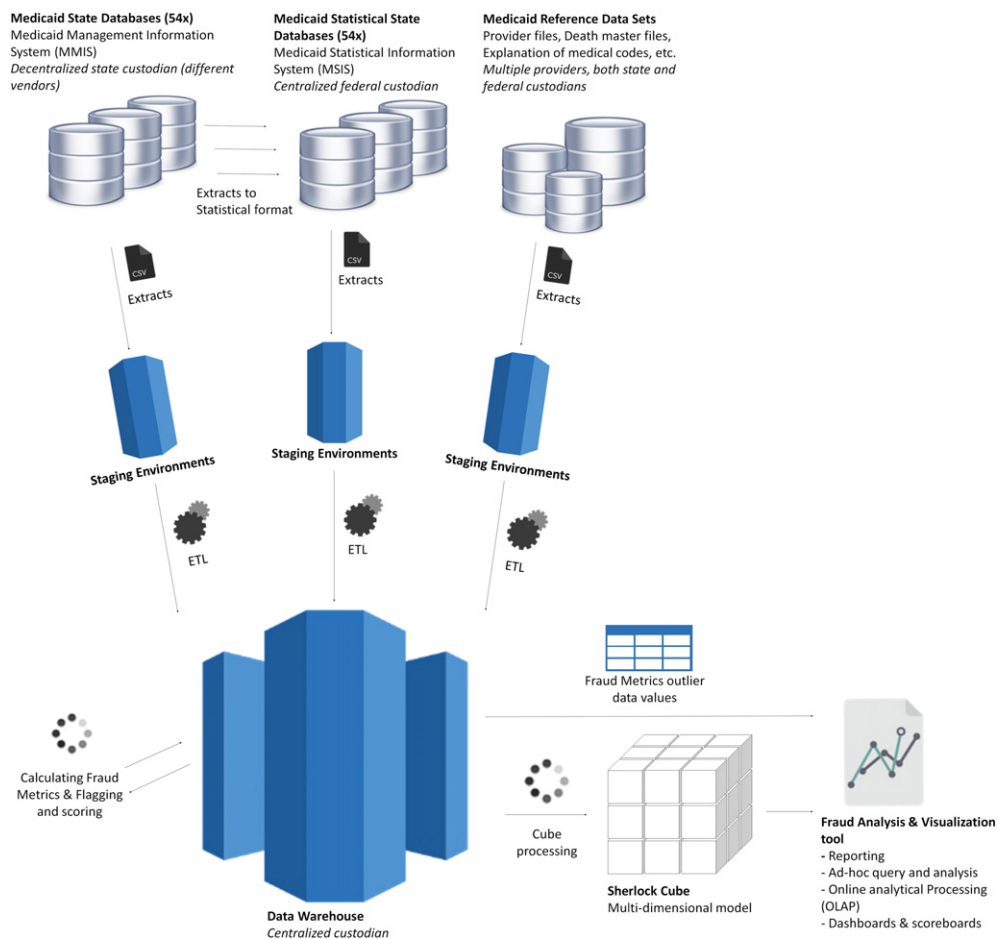 Medicaid State Databases (54x)
Medicaid Management Information
System (MMIS)
Decentralized state custodian (different
vendors)
Medicaid Statistical State
Databases (54x)
Medicaid Statistical Information
System (MSIS)
Centralized federal custodian
Medicaid Reference Data Sets
Provider files, Death master files,
Explanation of medical codes, etc.
Multiple providers, both state and
federal custodians
Extracts to
Statistical format
CSV
Extracts
CSV
Extracts
CSV
Extracts
Staging Environments
Staging Environments
Staging Environments
ETL
ETL
ETL
Fraud Metrics outlier
data values
Calculating Fraud
Metrics & Flagging
and scoring
Cube
processing
Fraud Analysis & Visualization
tool
- Reporting
- Ad-hoc query and analysis
- Online analytical Processing
(OLAP)
- Dashboards & scoreboards
Sherlock Cube
Multi-dimensional model
Data Warehouse
Centralized custodian